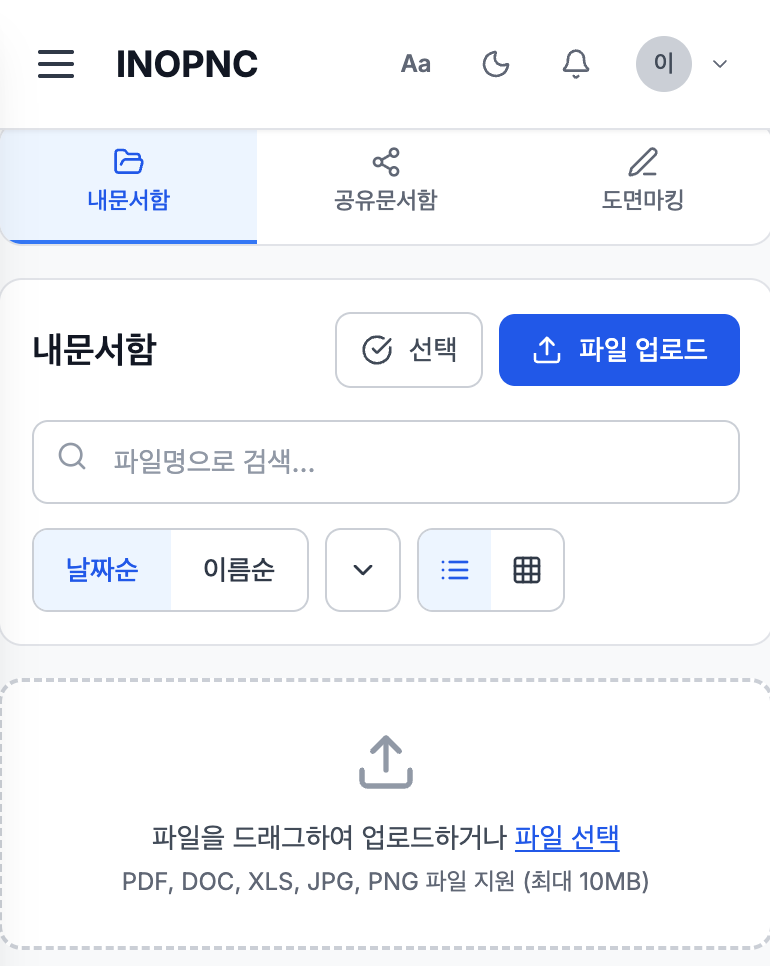 INOPNC Aa 이
내문서함 공유문서함 도면마킹
내문서함 선택 파일 업로드
파일명으로 검색...
날짜순 이름순
파일을 드래그하여 업로드하거나 파일 선택
PDF, DOC, XLS, JPG, PNG 파일 지원 (최대 10MB)